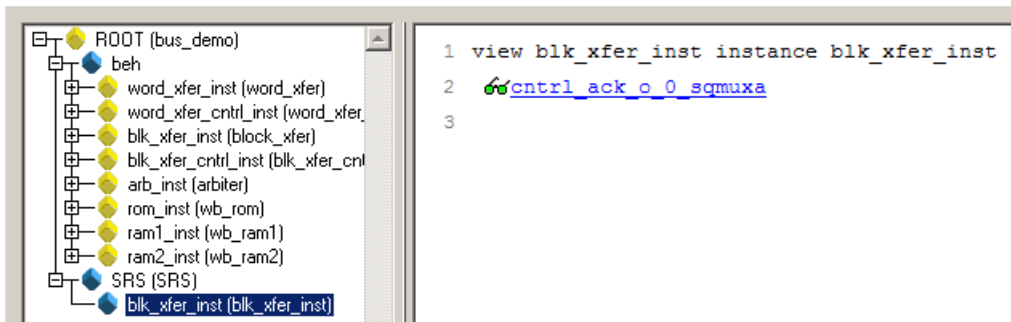 ROOT (bus_demo)
beh
word_xfer_inst (word_xfer)
word_xfer_cntrl_inst (word_xfer_
blk_xfer_inst (block_xfer)
blk_xfer_cntrl_inst (blk_xfer_cnt
arb_inst (arbiter)
rom_inst (wb_rom)
ram1_inst (wb_ram1)
ram2_inst (wb_ram2)
SRS (SRS)
blk_xfer_inst (blk_xfer_inst)
1 view blk_xfer_inst instance blk_xfer_inst
2 cntrl_ack_o_0_sqmuxa
3